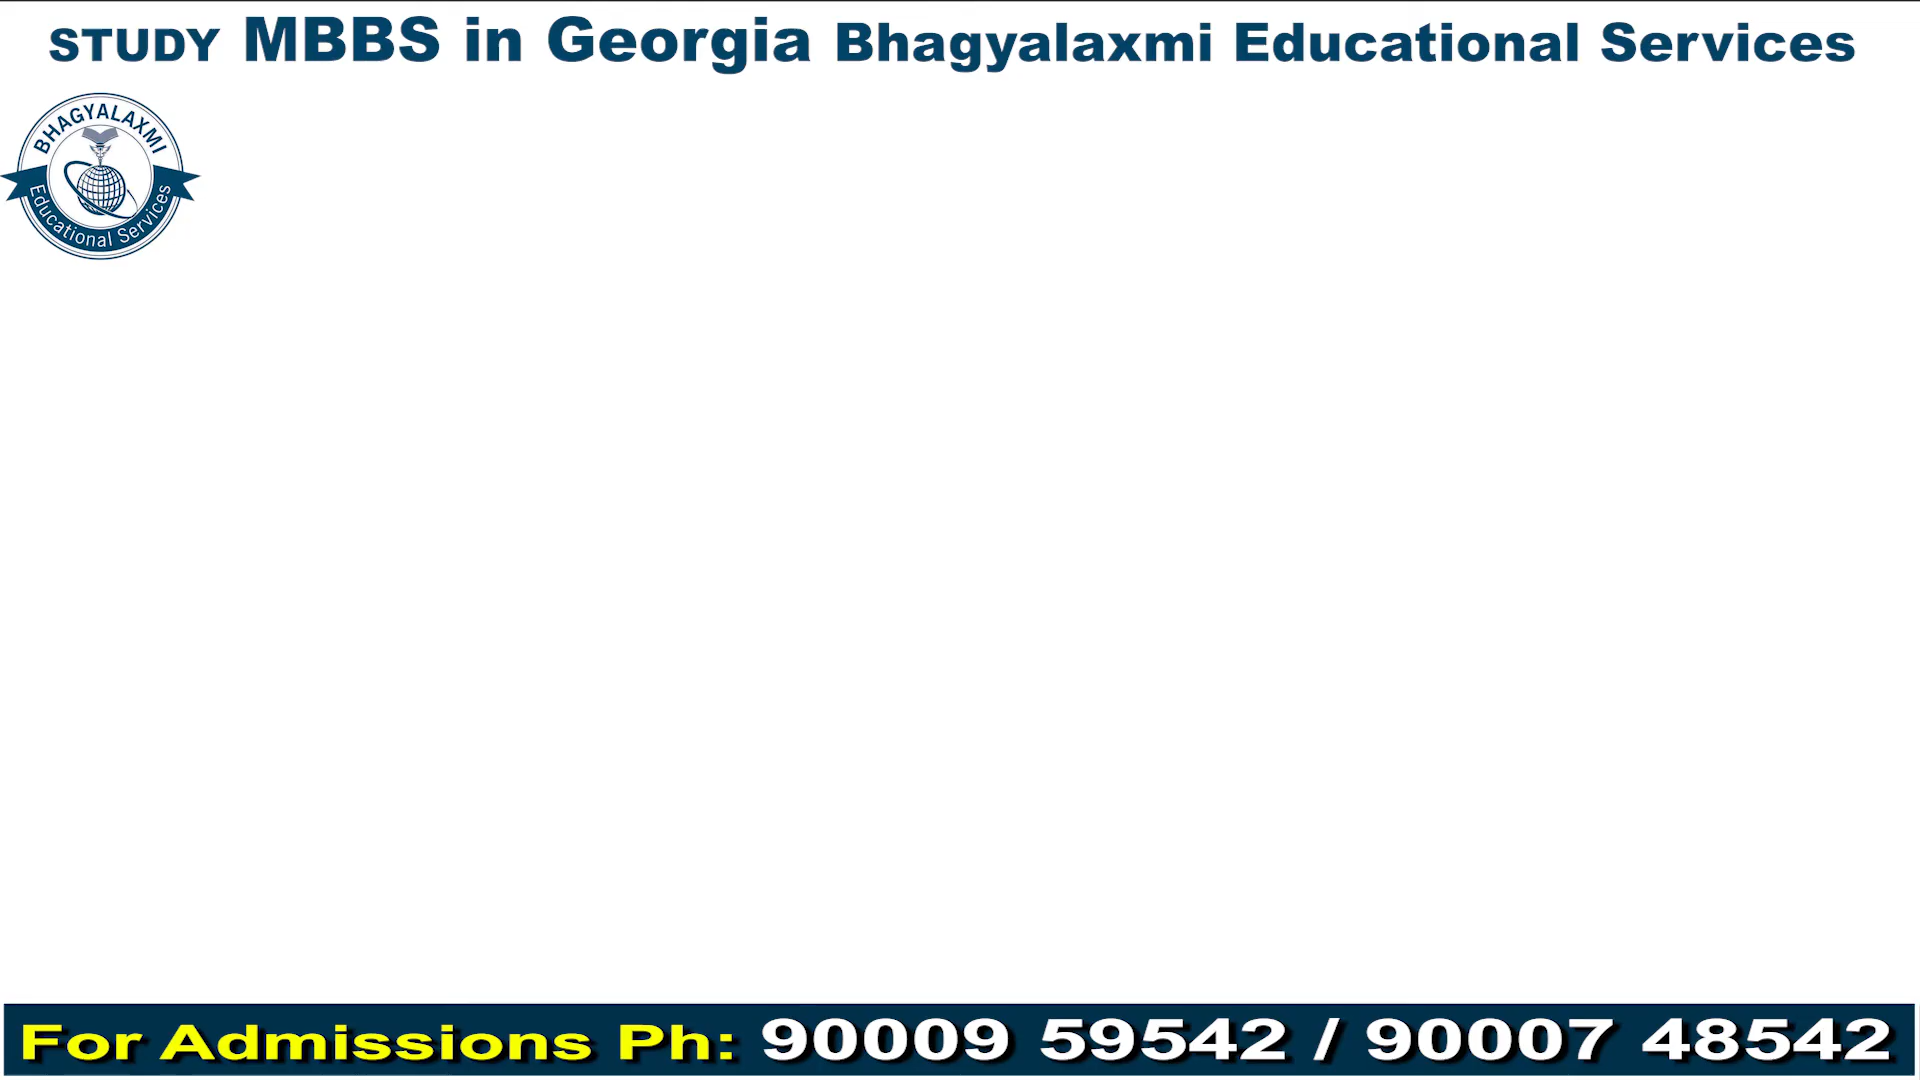 STUDY MBBS in Georgia Bhagyalaxmi Educational Services
BHAGYALAXMI
Educational Services
For Admissions Ph: 90009 59542 / 90007 48542